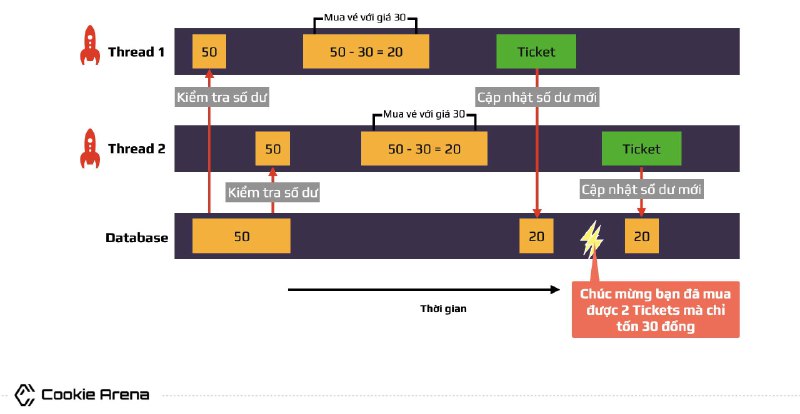 Mua vé với giá 30
Thread 1
50
50 - 30 = 20
Ticket
Kiểm tra số dư
Cập nhật số dư mới
Mua vé với giá 30
Thread 2
50
50 - 30 = 20
Ticket
Kiểm tra số dư
Cập nhật số dư mới
Database
50
20
20
Thời gian
Chúc mừng bạn đã mua
được 2 Tickets mà chỉ
tốn 30 đồng
Cookie Arena